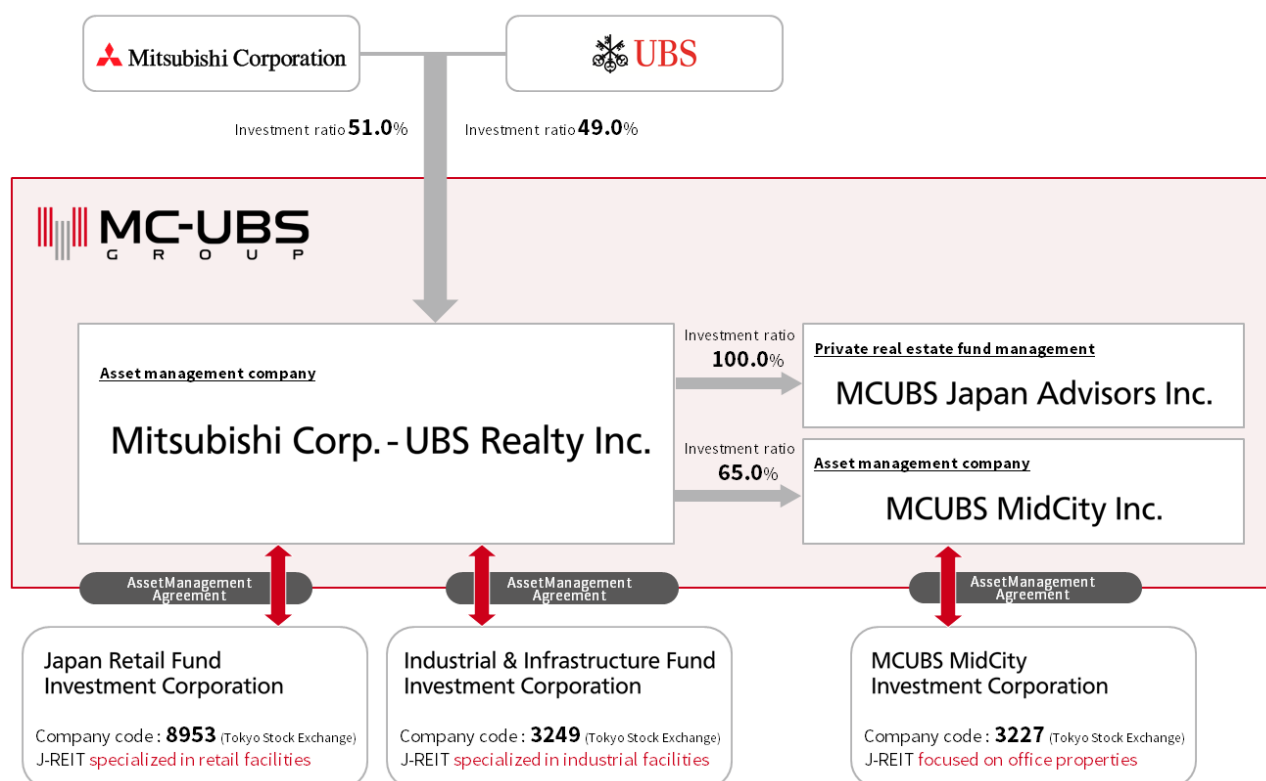 Mitsubishi Corporation
UBS
Investment ratio 51.0%
Investment ratio 49.0%
MC-UBS
GROUP
Asset management company
Mitsubishi Corp. - UBS Realty Inc.
Investment ratio
100.0%
Private real estate fund management
MCUBS Japan Advisors Inc.
Investment ratio
65.0%
Asset management company
MCUBS MidCity Inc.
AssetManagement
Agreement
AssetManagement
Agreement
AssetManagement
Agreement
Japan Retail Fund
Investment Corporation
Company code : 8953 (Tokyo Stock Exchange)
J-REIT specialized in retail facilities
Industrial & Infrastructure Fund
Investment Corporation
Company code : 3249 (Tokyo Stock Exchange)
J-REIT specialized in industrial facilities
MCUBS MidCity
Investment Corporation
Company code : 3227 (Tokyo Stock Exchange)
J-REIT focused on office properties